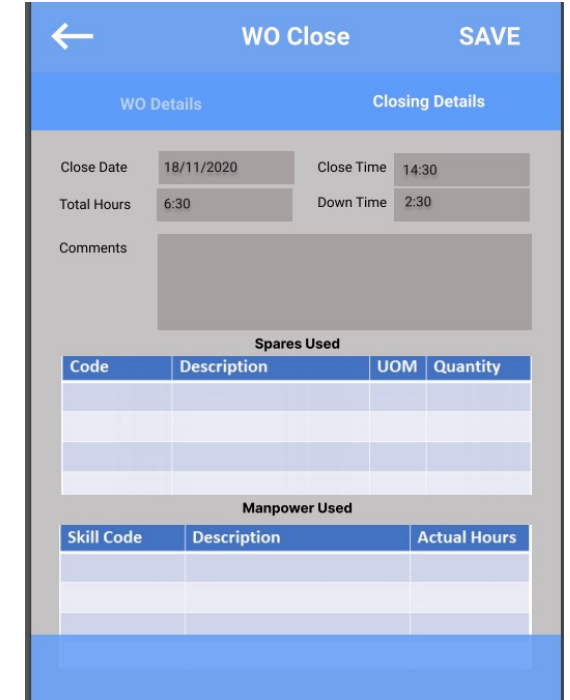 WO Close SAVE
WO Details Closing Details
Close Date 18/11/2020 Close Time 14:30
Total Hours 6:30 Down Time 2:30
Comments
Spares Used
Code Description UOM Quantity
Manpower Used
Skill Code Description Actual Hours